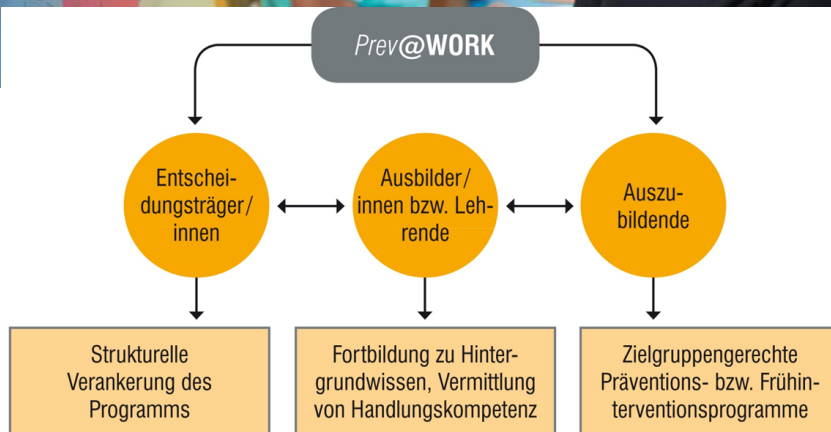 Prev@WORK
Entschei-
dungsträger/
innen
Ausbilder/
innen bzw. Leh-
rende
Auszu-
bildende
Strukturelle
Verankerung des
Programms
Fortbildung zu Hinter-
grundwissen, Vermittlung
von Handlungskompetenz
Zielgruppengerechte
Präventions- bzw. Frühin-
terventionsprogramme